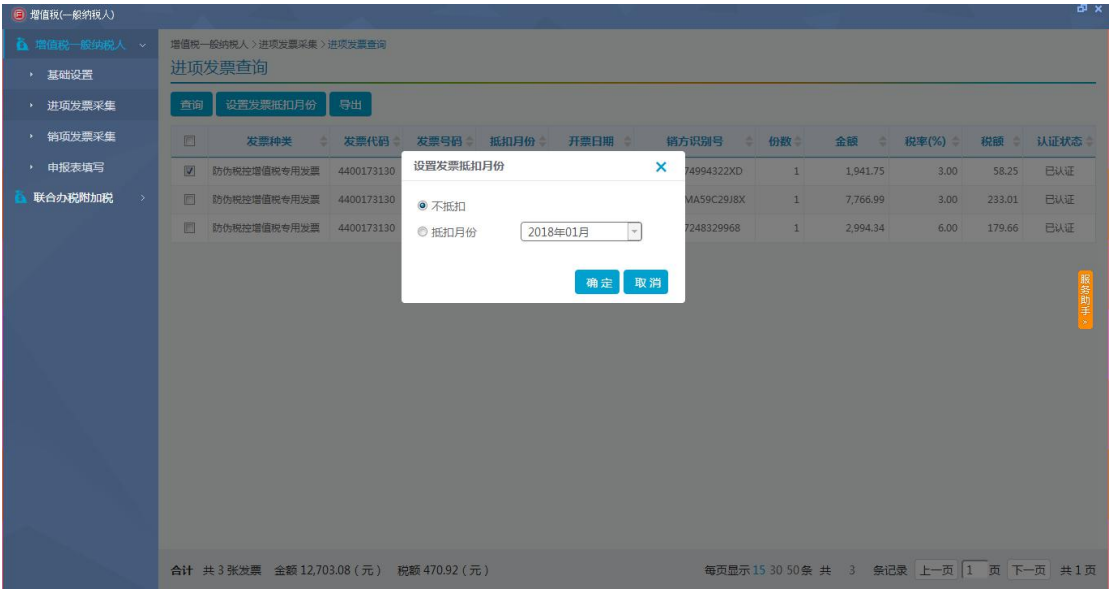 增值税(一般纳税人)
增值税一般纳税人
基础设置
进项发票采集
销项发票采集
申报表填写
联合办税附加税
增值税一般纳税人 > 进项发票采集 > 进项发票查询
进项发票查询
查询 设置发票抵扣月份 导出
发票种类 发票代码 发票号码 抵扣月份 开票日期 销方识别号 份数 金额 税率(%) 税额 认证状态
防伪税控增值税专用发票 4400173130 74994322XD 1 1,941.75 3.00 58.25 已认证
防伪税控增值税专用发票 4400173130 MA59C29J8X 1 7,766.99 3.00 233.01 已认证
防伪税控增值税专用发票 4400173130 7248329968 1 2,994.34 6.00 179.66 已认证
设置发票抵扣月份
不抵扣
抵扣月份 2018年01月
确定 取消
服务助手
合计 共 3 张发票 金额 12,703.08 ( 元 ) 税额 470.92 ( 元 )
每页显示 15 30 50 条 共 3 条记录 上一页 1 页 下一页 共 1 页